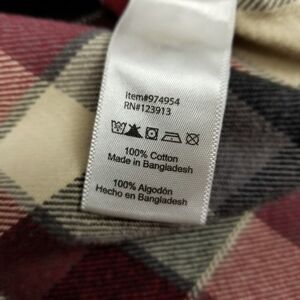 Item#974954
RN#123913
100% Cotton
Made in Bangladesh
100% Algodón
Hecho en Bangladesh